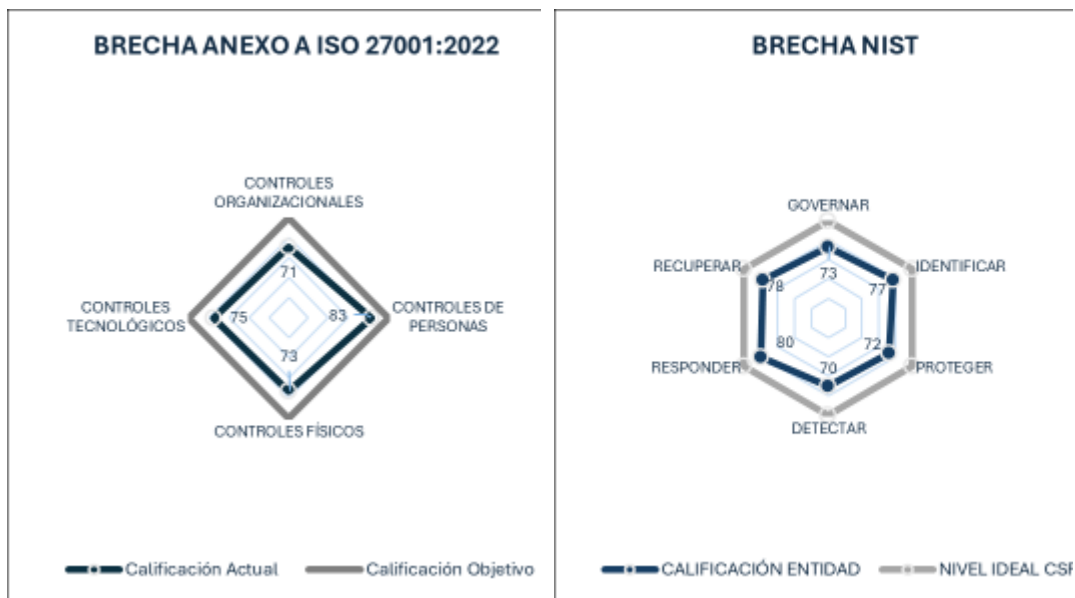 BRECHA ANEXO A ISO 27001:2022
CONTROLES
ORGANIZACIONALES
71
CONTROLES
TECNOLÓGICOS
75
83
CONTROLES DE
PERSONAS
73
CONTROLES FÍSICOS
Calificación Actual
Calificación Objetivo
BRECHA NIST
GOVERNAR
73
RECUPERAR
78
IDENTIFICAR
77
RESPONDER
80
72
PROTEGER
70
DETECTAR
CALIFICACIÓN ENTIDAD
NIVEL IDEAL CSF